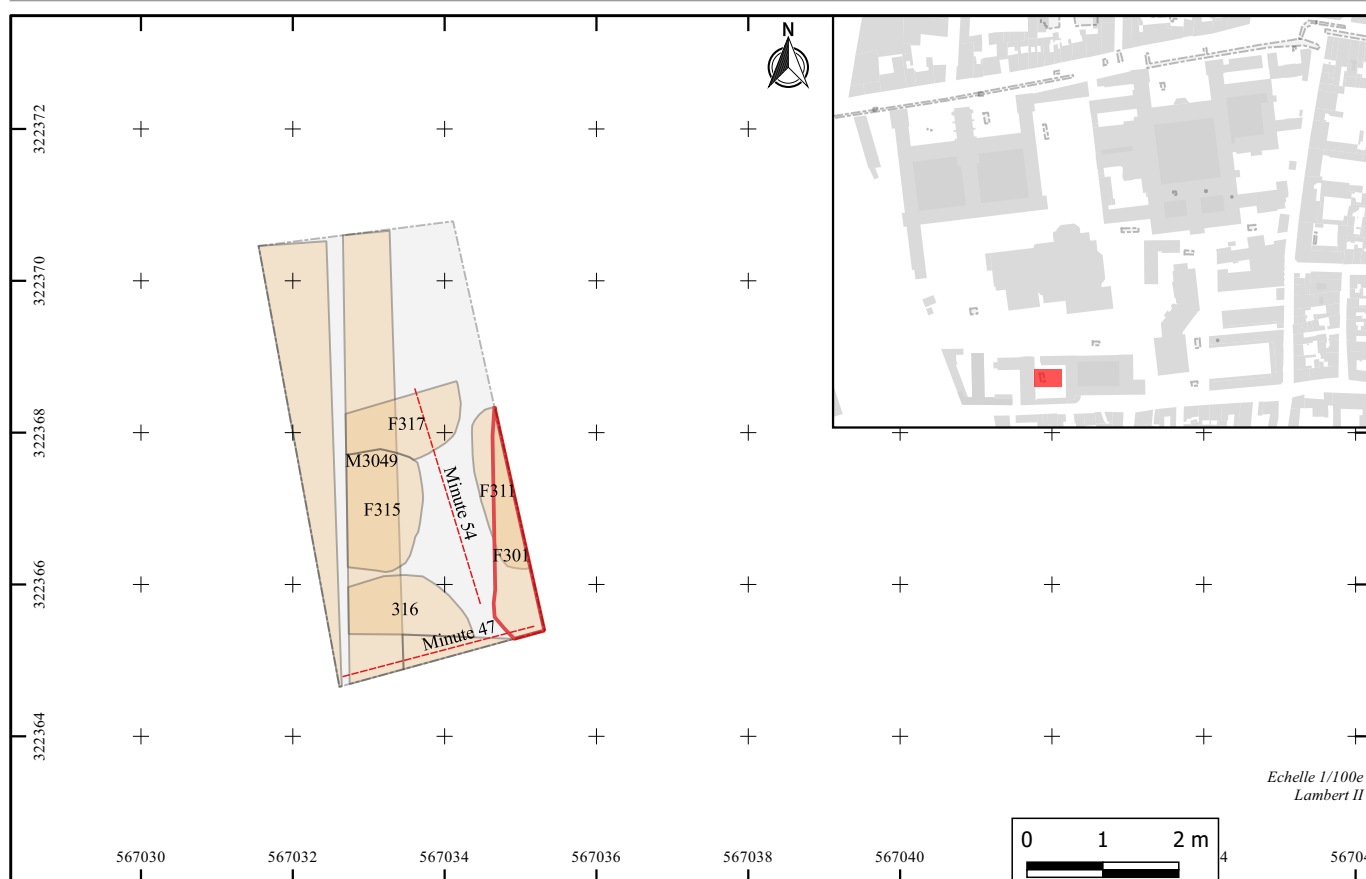 N
322372
322370
322368
322366
322364
F317
M3049
F315
Minute 54
F311
F301
316
Minute 47
Echelle 1/100e
Lambert II
0 1 2 m
567030 567032 567034 567036 567038 567040